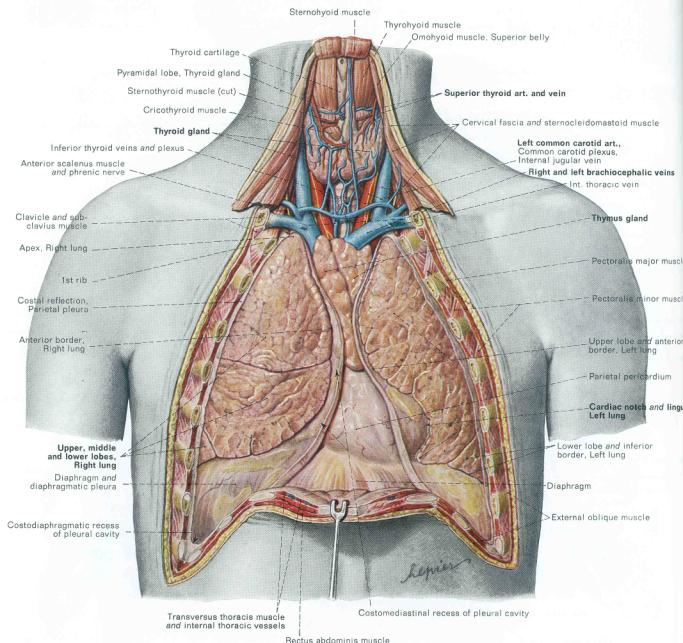 Sternohyoid muscle
Thyrohyoid muscle
Omohyoid muscle. Superior belly
Thyroid cartilage
Pyramidal lobe, Thyroid gland
Sternothyroid muscle (cut)
Superior thyroid art. and vein
Cricothyroid muscle
Cervical fascia and sternocleidomastoid muscle
Thyroid gland
Left common carotid art.,
Common carotid plexus,
Internal jugular vein
Inferior thyroid veins and plexus
Anterior scalenus muscle
and phrenic nerve
Right and left brachiocephalic veins
Int. thoracic vein
Clavicle and sub-
clavius muscle
Thymus gland
Apex, Right lung
Pectoralis major muscl
1st rib
Costal reflection,
Parietal pleura
Pectoralis minor muscl
Anterior border,
Right lung
Upper lobe and anterior
border, Left lung
Parietal pericardium
Cardiac notch and lingu
Left lung
Upper, middle
and lower lobes,
Right lung
Lower lobe and inferior
border, Left lung
Diaphragm and
diaphragmatic pleura
Diaphragm
Costodiaphragmatic recess
of pleural cavity
External oblique muscle
hepier
Transversus thoracis muscle
and internal thoracic vessels
Costomediastinal recess of pleural cavity
Rectus abdominis muscle